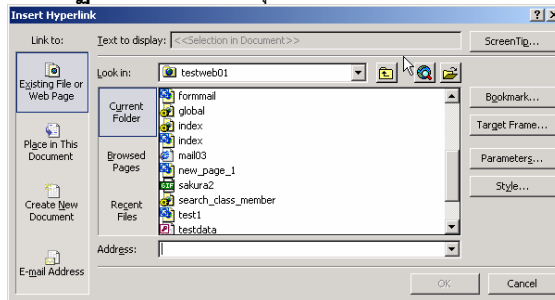 Insert Hyperlink
Link to:
Text to display: <<Selection in Document>>
ScreenTip...
Existing File or
Web Page
Look in: testweb01
Current
Folder
Browsed
Pages
Recent
Files
formmail
global
index
index
mail03
new_page_1
GIF sakura2
search_class_member
test1
testdata
Bookmark...
Target Frame...
Parameters...
Style...
Place in This
Document
Create New
Document
E-mail Address
Address:
OK
Cancel